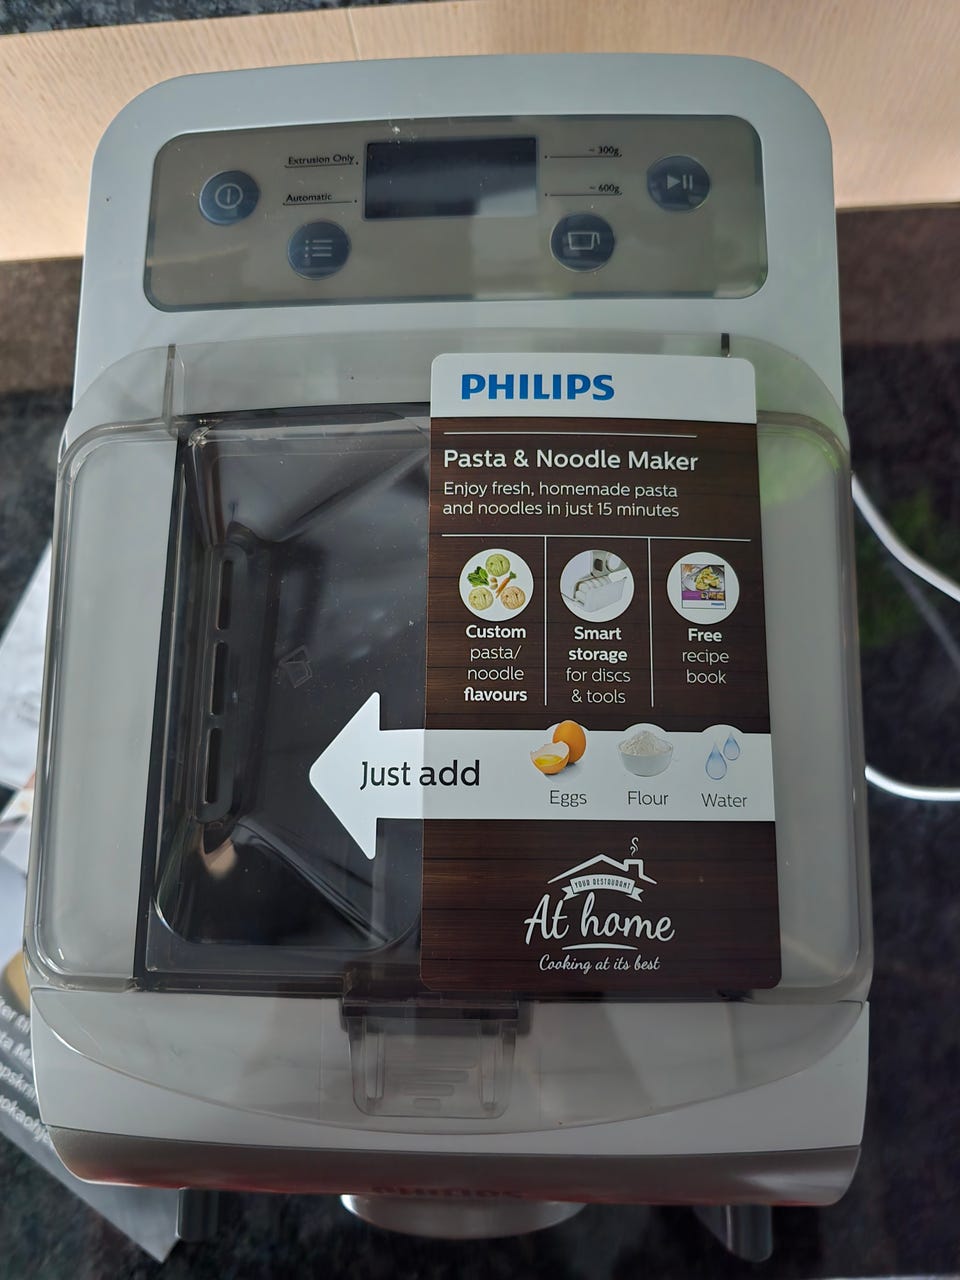 Extrusion Only
~ 300g
Automatic
~ 600g
PHILIPS
Pasta & Noodle Maker
Enjoy fresh, homemade pasta
and noodles in just 15 minutes
Custom
pasta/
noodle
flavours
Smart
storage
for discs
& tools
Free
recipe
book
Just add
Eggs
Flour
Water
YOUR RESTAURANT
At home
Cooking at its best
PHILIPS